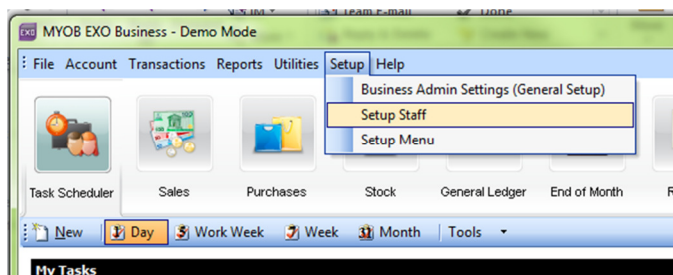 MYOB EXO Business - Demo Mode
File Account Transactions Reports Utilities Setup Help
Business Admin Settings (General Setup)
Setup Staff
Setup Menu
Task Scheduler Sales Purchases Stock General Ledger End of Month
New Day Work Week Week Month Tools
My Tasks